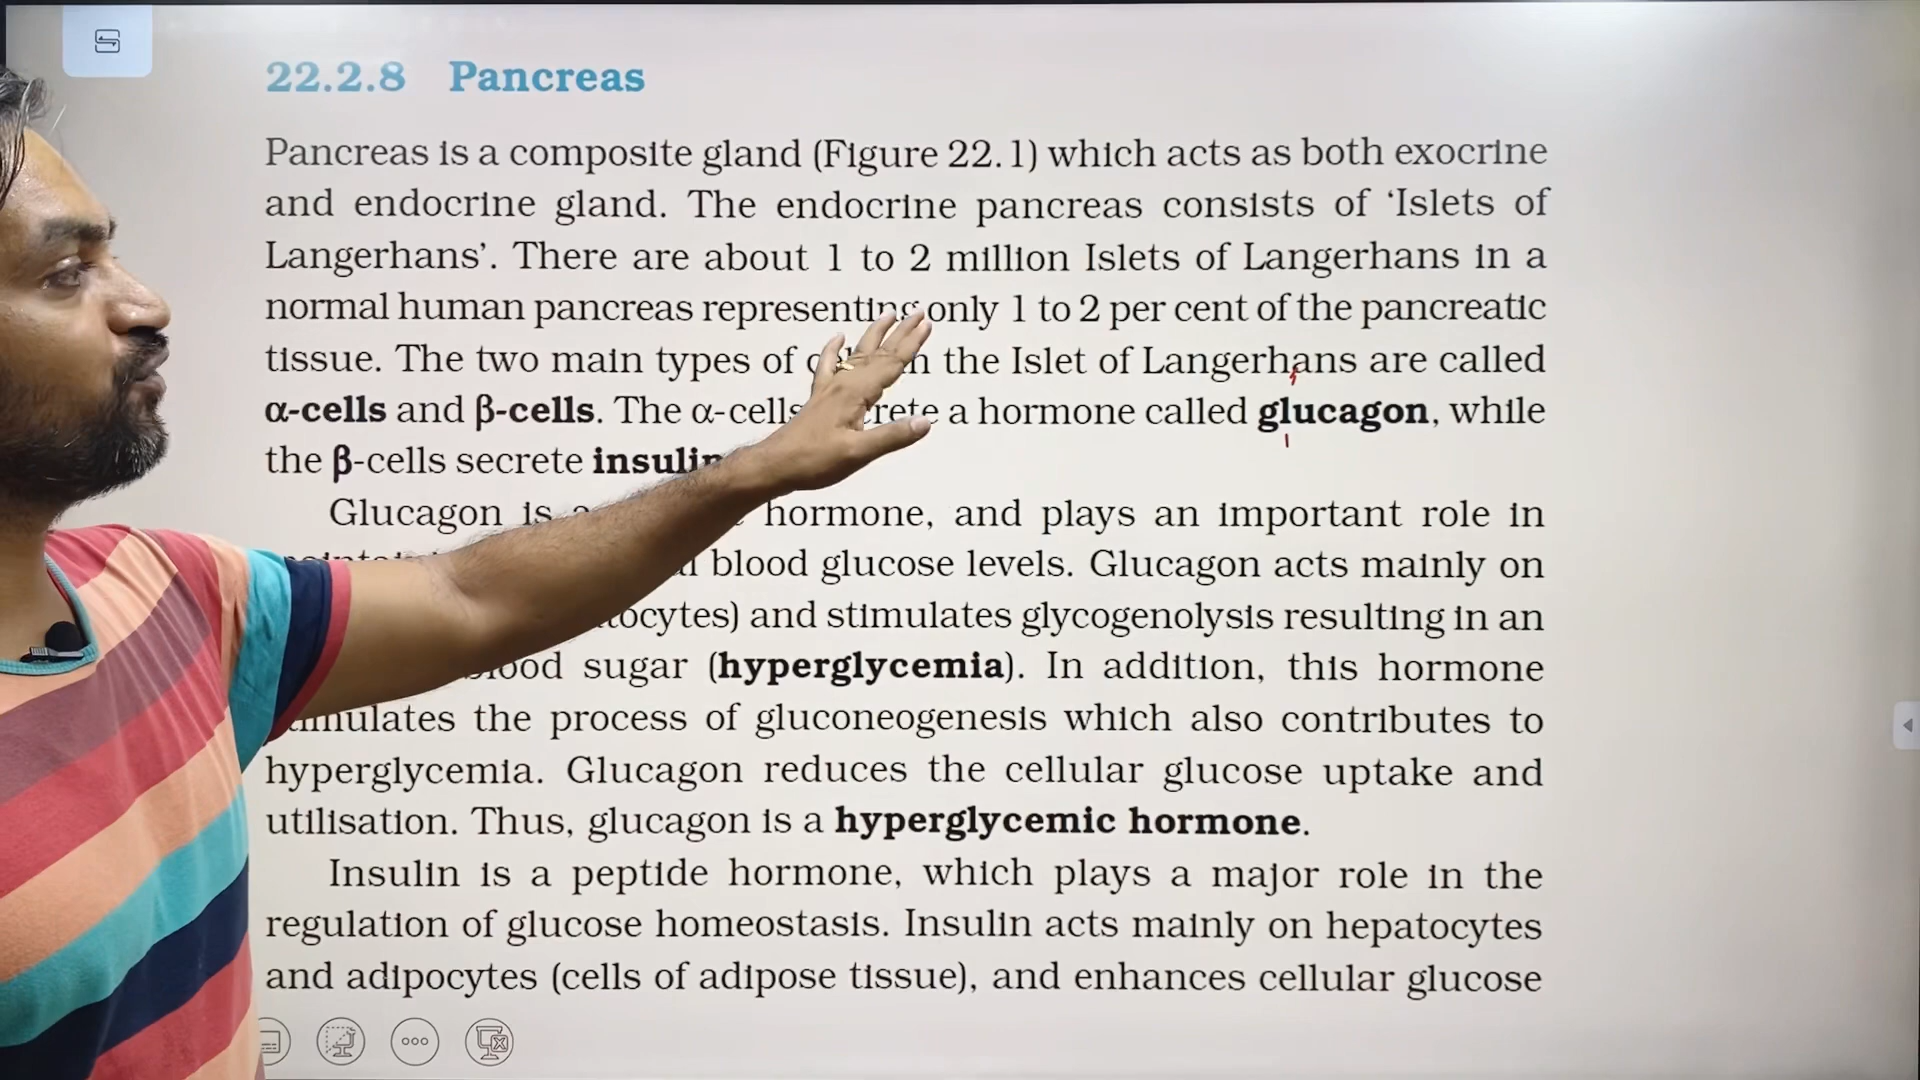 22.2.8 Pancreas
Pancreas is a composite gland (Figure 22.1) which acts as both exocrine
and endocrine gland. The endocrine pancreas consists of ‘Islets of
Langerhans’. There are about 1 to 2 million Islets of Langerhans in a
normal human pancreas representing only 1 to 2 per cent of the pancreatic
tissue. The two main types of the Islet of Langerhans are called
α-cells and β-cells. The α-cells a hormone called glucagon, while
the β-cells secrete insulin
Glucagon is a hormone, and plays an important role in
blood glucose levels. Glucagon acts mainly on
and stimulates glycogenolysis resulting in an
blood sugar (hyperglycemia). In addition, this hormone
stimulates the process of gluconeogenesis which also contributes to
hyperglycemia. Glucagon reduces the cellular glucose uptake and
utilisation. Thus, glucagon is a hyperglycemic hormone.
Insulin is a peptide hormone, which plays a major role in the
regulation of glucose homeostasis. Insulin acts mainly on hepatocytes
and adipocytes (cells of adipose tissue), and enhances cellular glucose